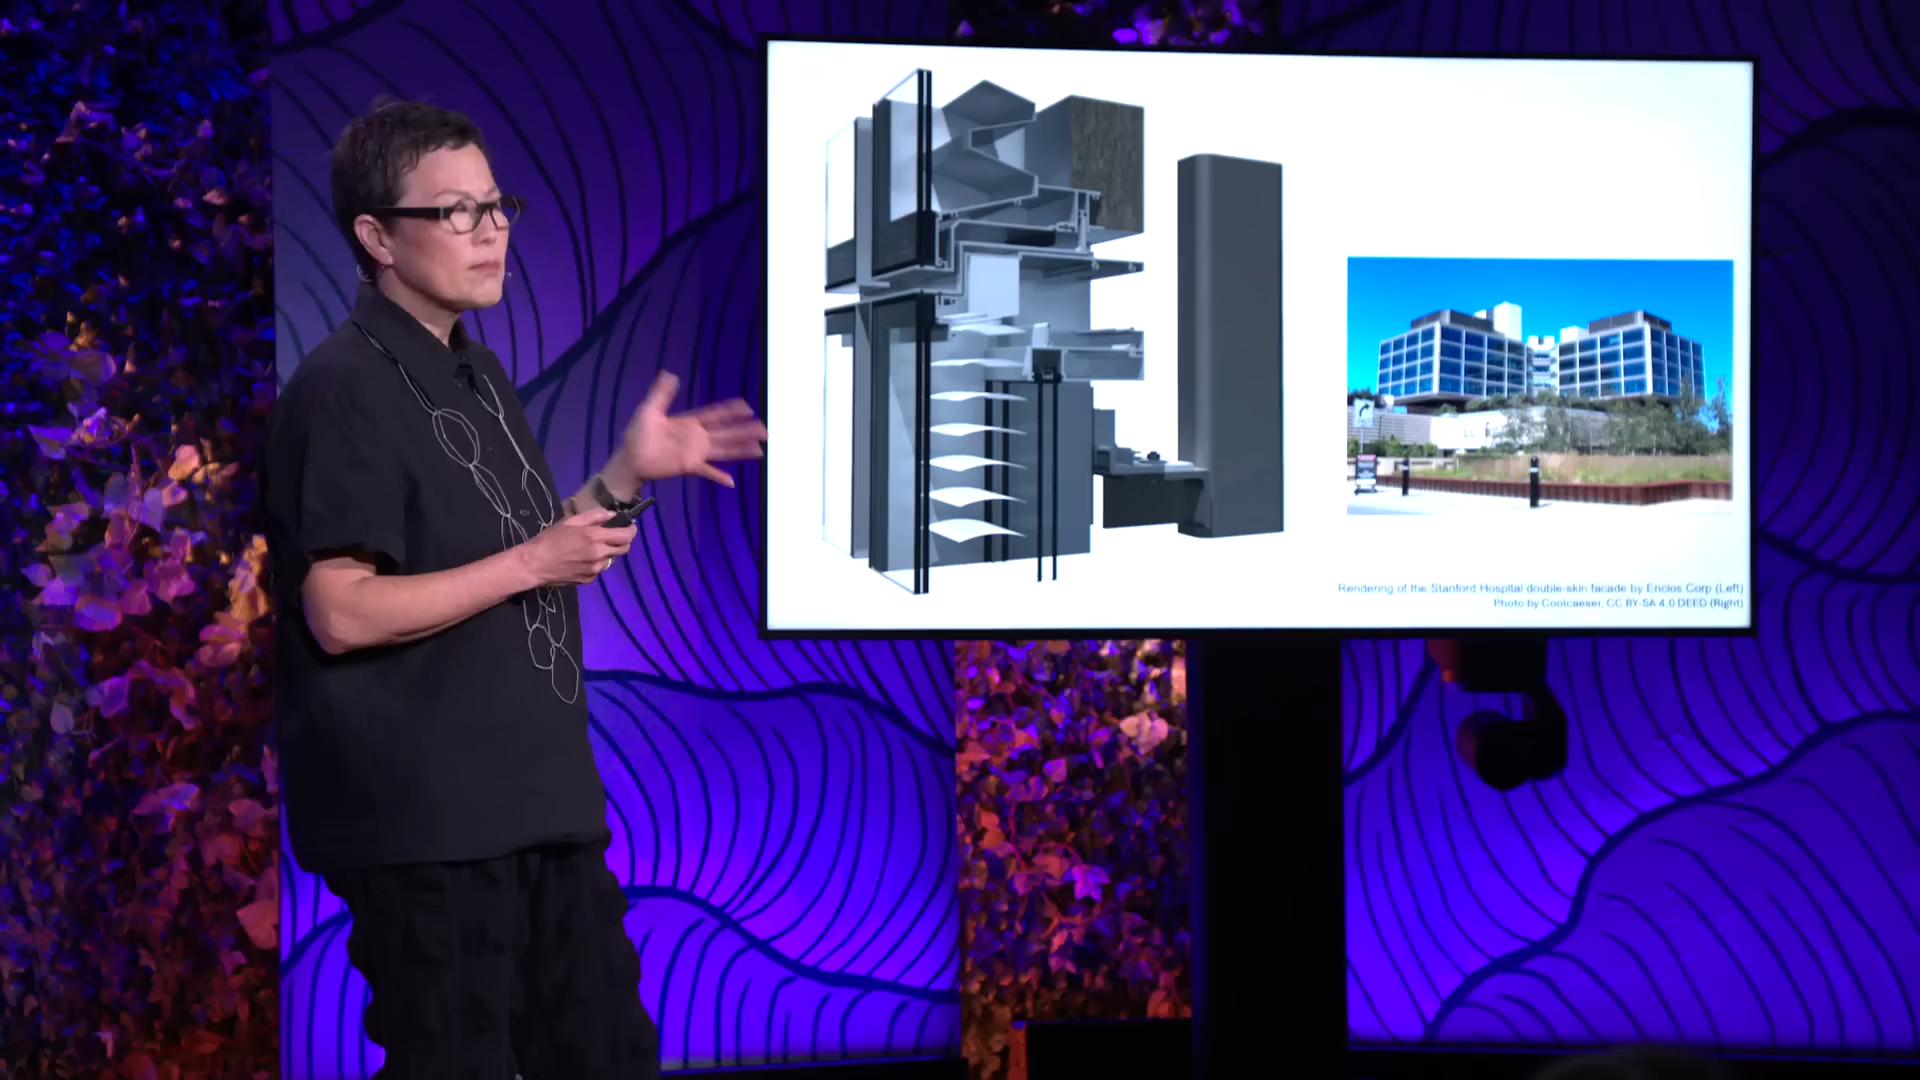 Rendering of the Stanford Hospital double-skin facade by Enclos Corp (Left)
Photo by Coolcaeser, CC BY-SA 4.0 DEED (Right)